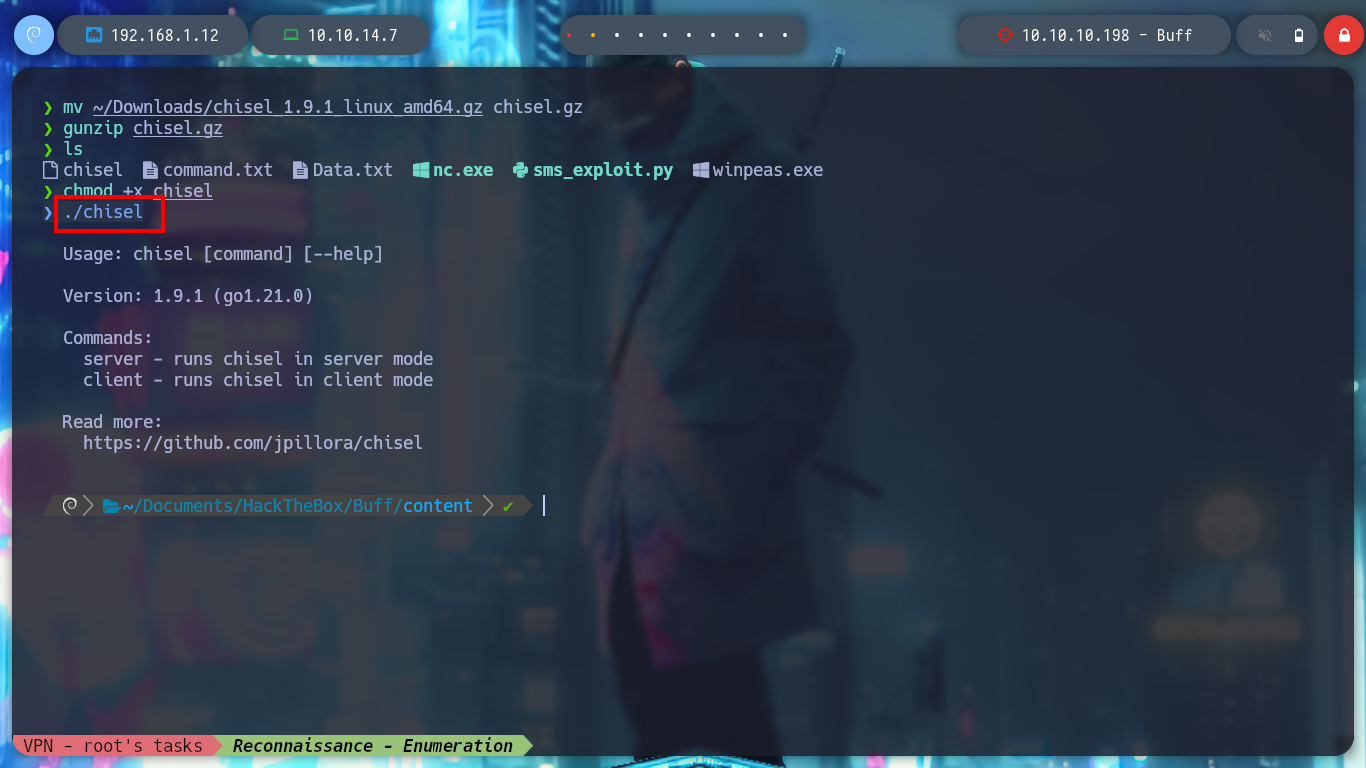 192.168.1.12 10.10.14.7 10.10.10.198 - Buff
❯ mv ~/Downloads/chisel_1.9.1_linux_amd64.gz chisel.gz
❯ gunzip chisel.gz
❯ ls
chisel command.txt Data.txt nc.exe sms_exploit.py winpeas.exe
❯ chmod +x chisel
❯ ./chisel
Usage: chisel [command] [--help]
Version: 1.9.1 (go1.21.0)
Commands:
server - runs chisel in server mode
client - runs chisel in client mode
Read more:
https://github.com/jpillora/chisel
~/Documents/HackTheBox/Buff/content ✔
VPN - root's tasks Reconnaissance - Enumeration